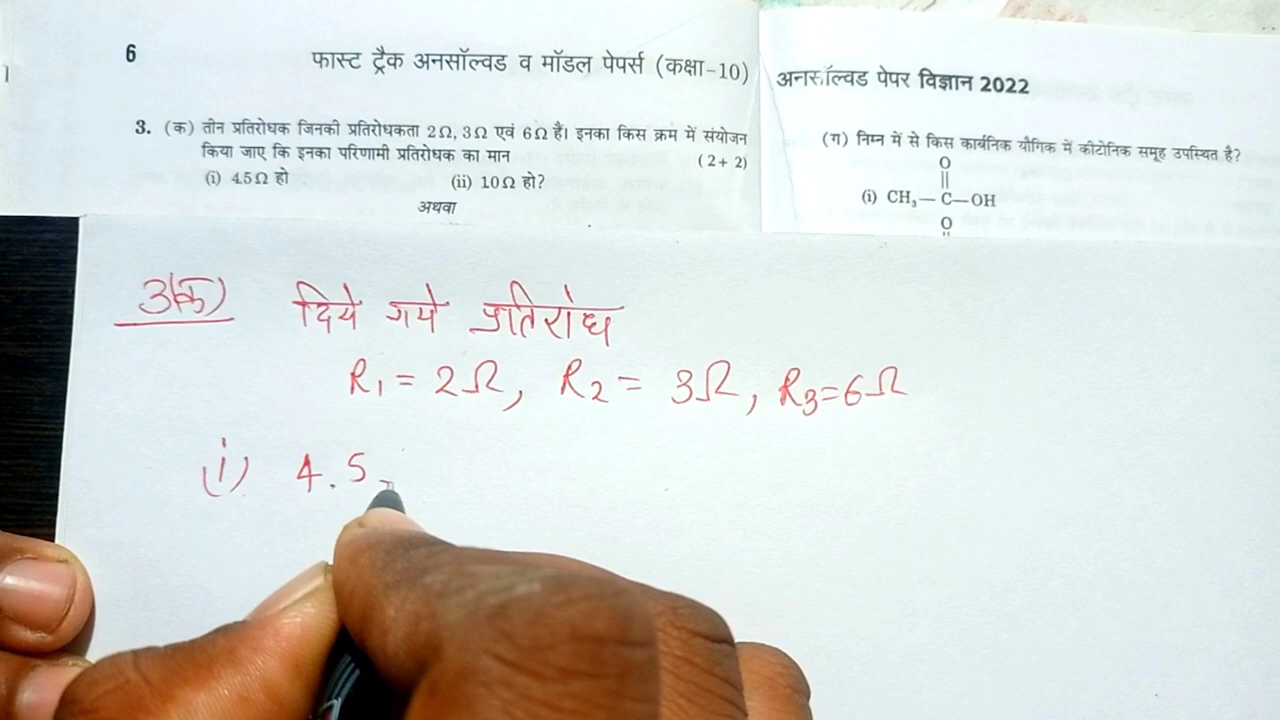 6
फास्ट ट्रैक अनसॉल्वड व मॉडल पेपर्स (कक्षा-10)
3. (क) तीन प्रतिरोधक जिनकी प्रतिरोधकता 2Ω, 3Ω एवं 6Ω हैं। इनका किस क्रम में संयोजन
किया जाए कि इनका परिणामी प्रतिरोधक का मान (2+2)
(i) 4.5Ω हो (ii) 10Ω हो?
अथवा
अनसॉल्वड पेपर विज्ञान 2022
(ग) निम्न में से किस कार्बनिक यौगिक में कीटोनिक समूह उपस्थित है?
O
||
(i) CH₃—C—OH
O
3(क) दिये गये प्रतिरोध
R₁ = 2Ω, R₂ = 3Ω, R₃=6Ω
(i) 4.5